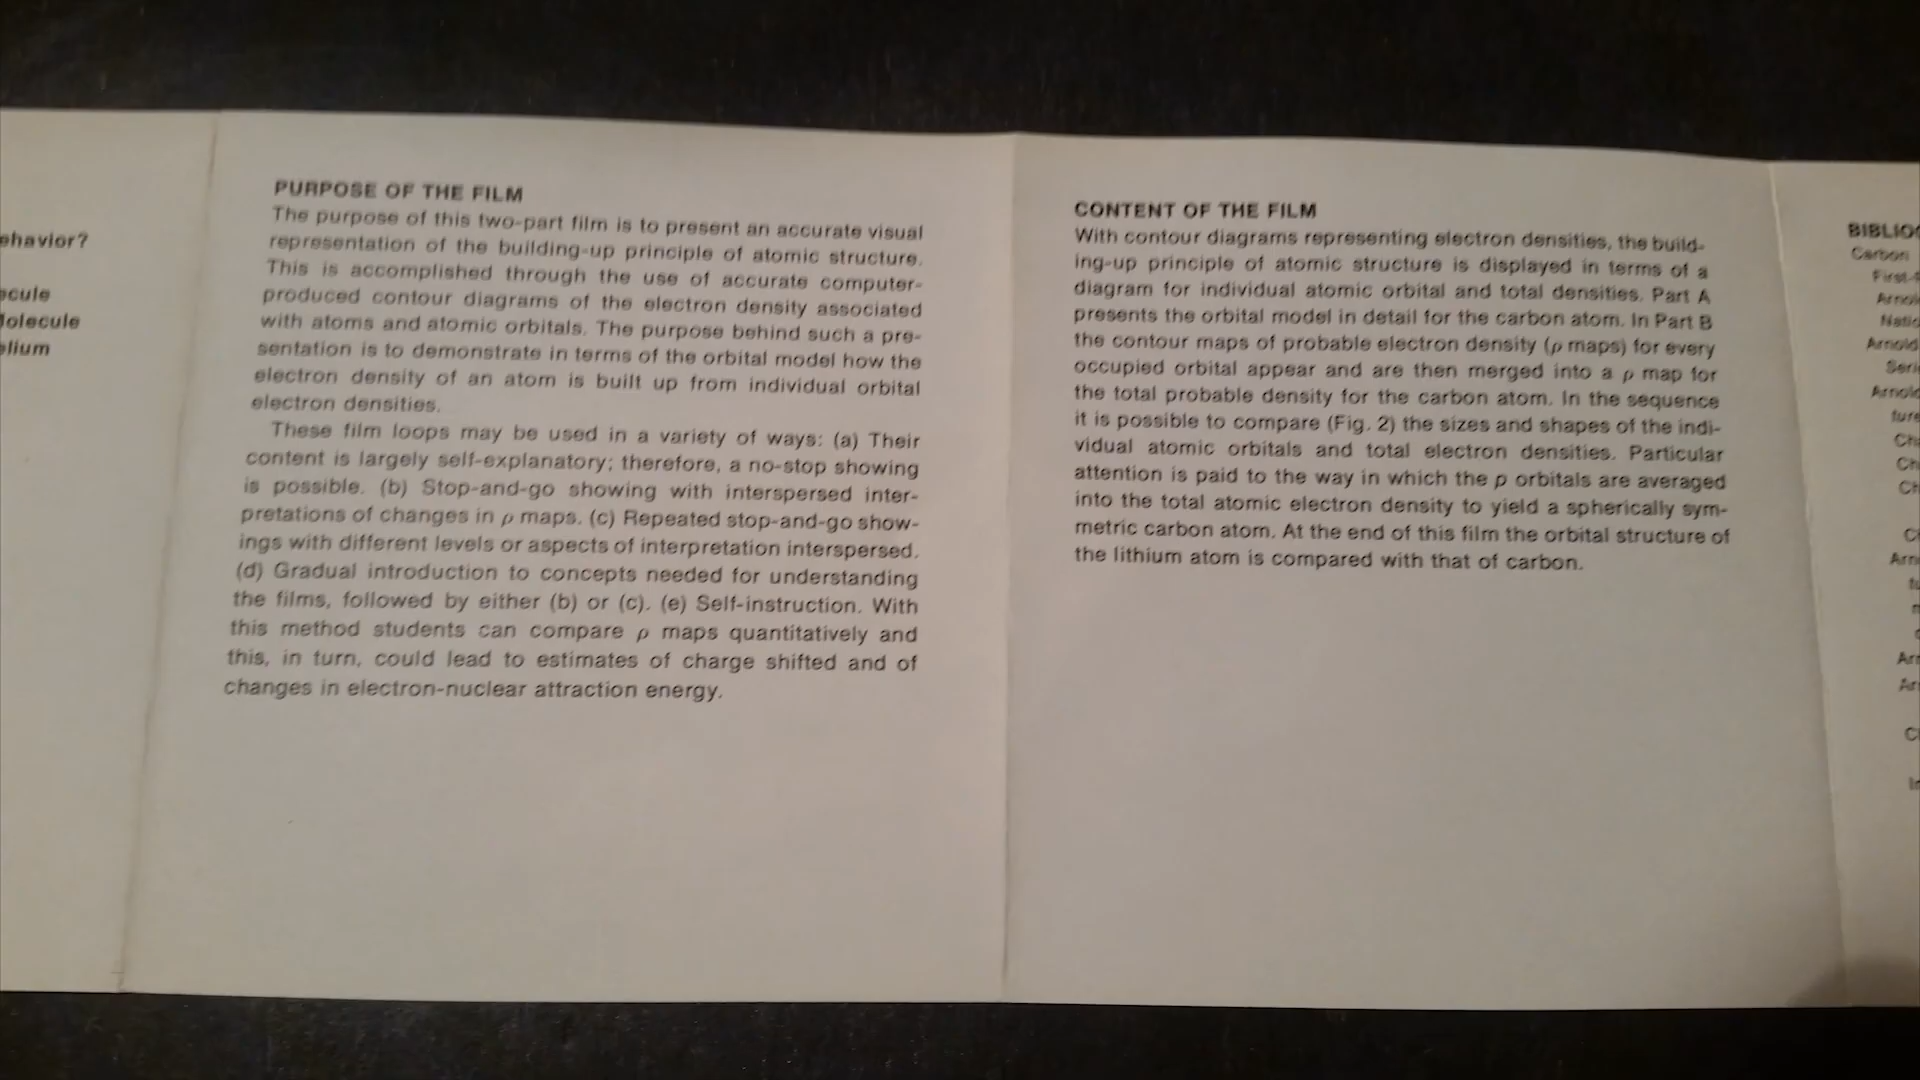 ehavior?
ecule
Molecule
elium
PURPOSE OF THE FILM
The purpose of this two-part film is to present an accurate visual
representation of the building-up principle of atomic structure.
This is accomplished through the use of accurate computer-
produced contour diagrams of the electron density associated
with atoms and atomic orbitals. The purpose behind such a pre-
sentation is to demonstrate in terms of the orbital model how the
electron density of an atom is built up from individual orbital
electron densities.
These film loops may be used in a variety of ways: (a) Their
content is largely self-explanatory; therefore, a no-stop showing
is possible. (b) Stop-and-go showing with interspersed inter-
pretations of changes in ρ maps. (c) Repeated stop-and-go show-
ings with different levels or aspects of interpretation interspersed.
(d) Gradual introduction to concepts needed for understanding
the films, followed by either (b) or (c). (e) Self-instruction. With
this method students can compare ρ maps quantitatively and
this, in turn, could lead to estimates of charge shifted and of
changes in electron-nuclear attraction energy.
CONTENT OF THE FILM
With contour diagrams representing electron densities, the build-
ing-up principle of atomic structure is displayed in terms of a
diagram for individual atomic orbital and total densities. Part A
presents the orbital model in detail for the carbon atom. In Part B
the contour maps of probable electron density (ρ maps) for every
occupied orbital appear and are then merged into a ρ map for
the total probable density for the carbon atom. In the sequence
it is possible to compare (Fig. 2) the sizes and shapes of the indi-
vidual atomic orbitals and total electron densities. Particular
attention is paid to the way in which the p orbitals are averaged
into the total atomic electron density to yield a spherically sym-
metric carbon atom. At the end of this film the orbital structure of
the lithium atom is compared with that of carbon.
BIBLIO
Carbon
First-
Arnol
Natio
Arnold
Seri
Arnold
ture
Ch
Ch
Ch
C
Arn
tu
Ar
Ar
C
In